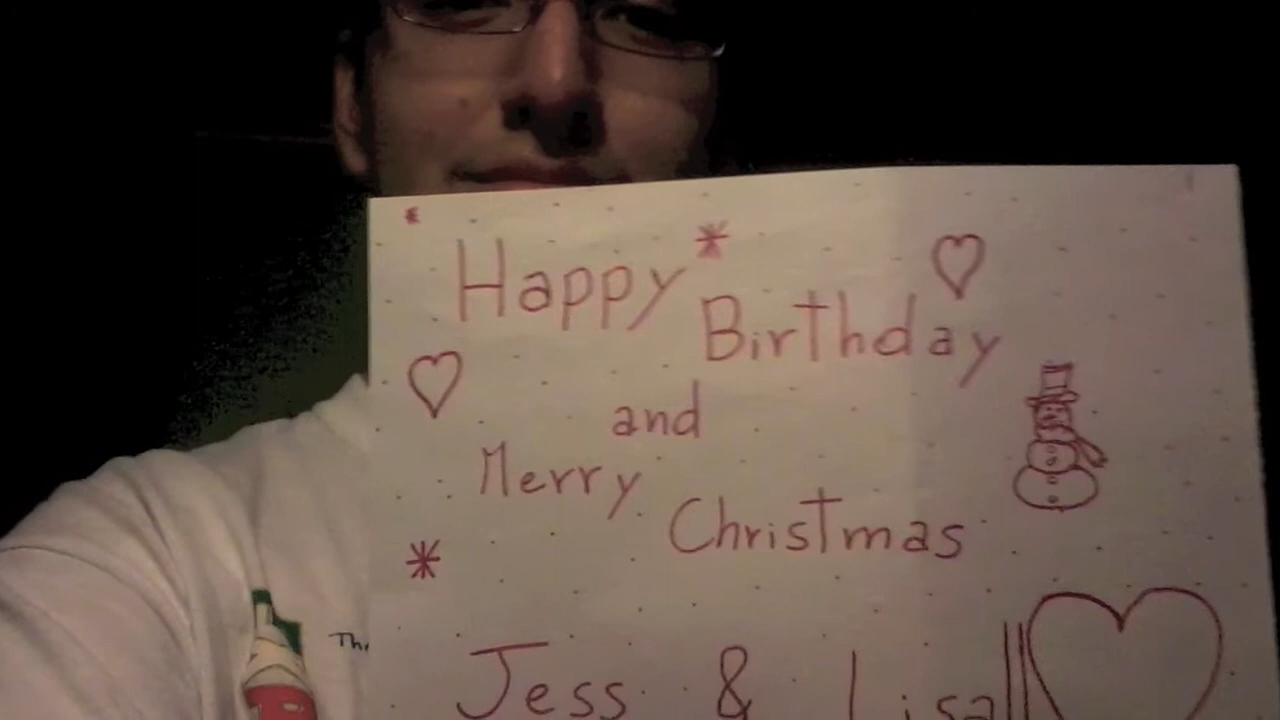 Happy
Birthday
and
Merry
Christmas
Jess & Lisa!!